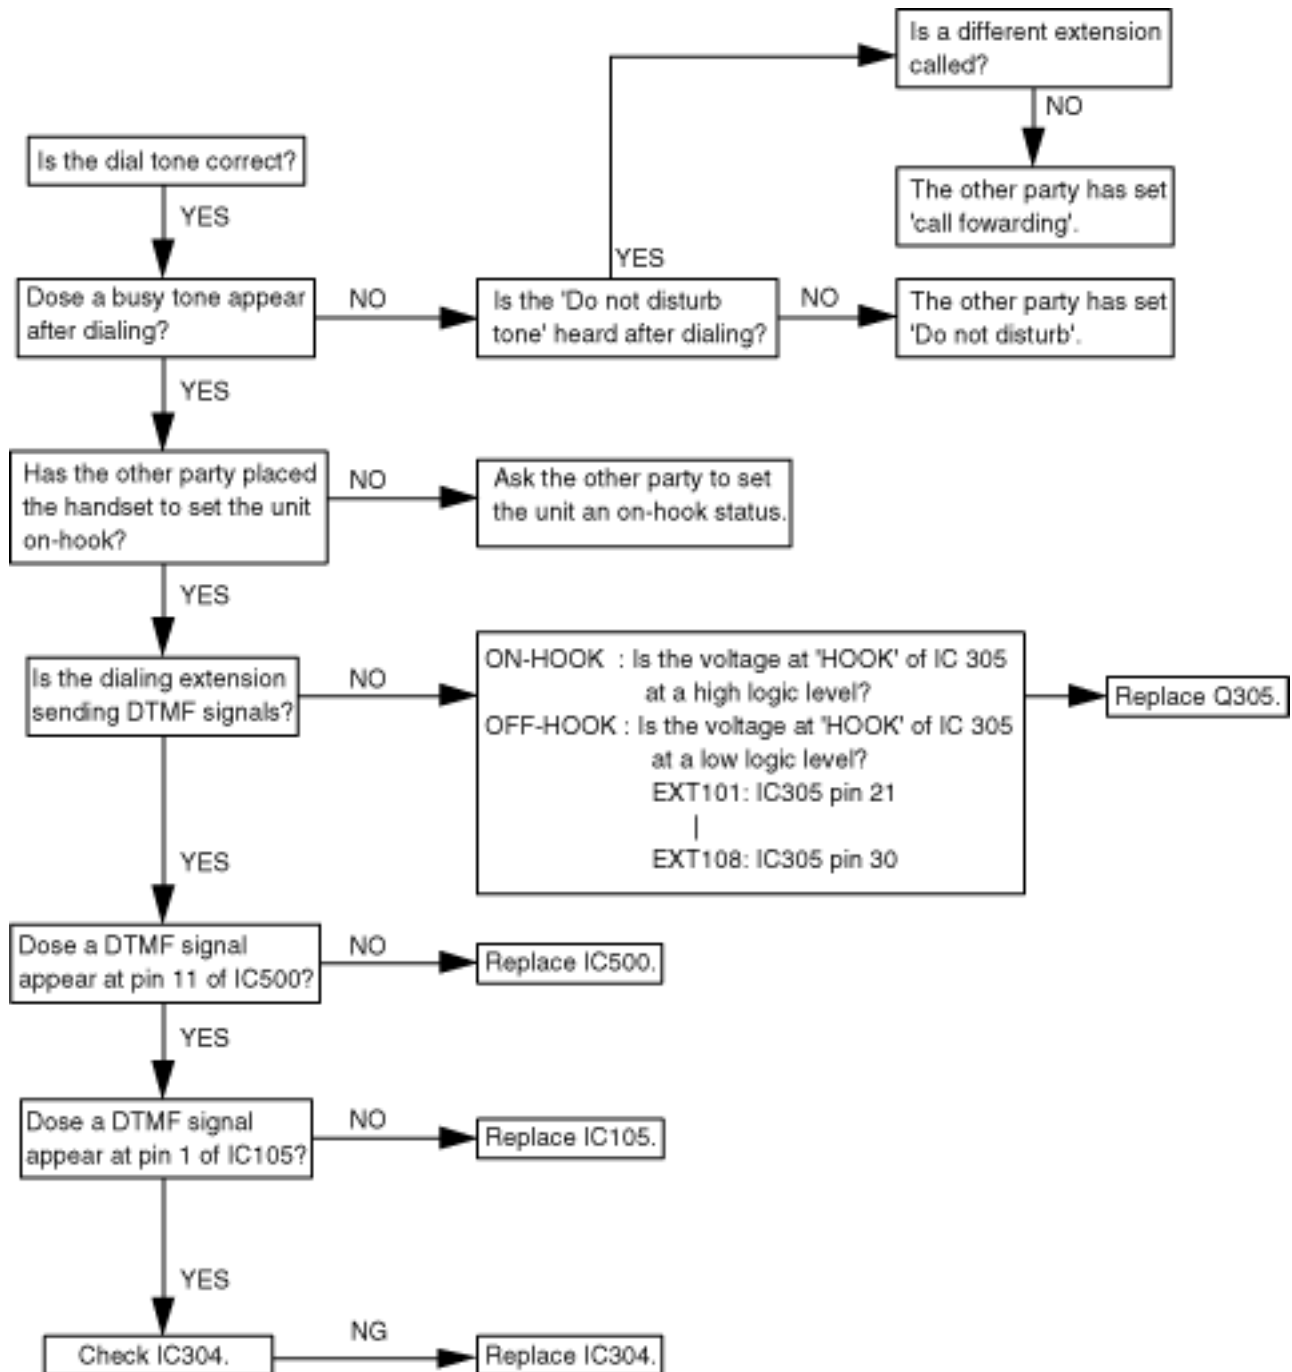 Is a different extension
called?
NO
The other party has set
'call fowarding'.
Is the dial tone correct?
YES
YES
Dose a busy tone appear
after dialing?
NO
Is the 'Do not disturb
tone' heard after dialing?
NO
The other party has set
'Do not disturb'.
YES
Has the other party placed
the handset to set the unit
on-hook?
NO
Ask the other party to set
the unit an on-hook status.
YES
Is the dialing extension
sending DTMF signals?
NO
ON-HOOK : Is the voltage at 'HOOK' of IC 305
at a high logic level?
OFF-HOOK : Is the voltage at 'HOOK' of IC 305
at a low logic level?
EXT101: IC305 pin 21
|
EXT108: IC305 pin 30
Replace Q305.
YES
Dose a DTMF signal
appear at pin 11 of IC500?
NO
Replace IC500.
YES
Dose a DTMF signal
appear at pin 1 of IC105?
NO
Replace IC105.
YES
Check IC304.
NG
Replace IC304.